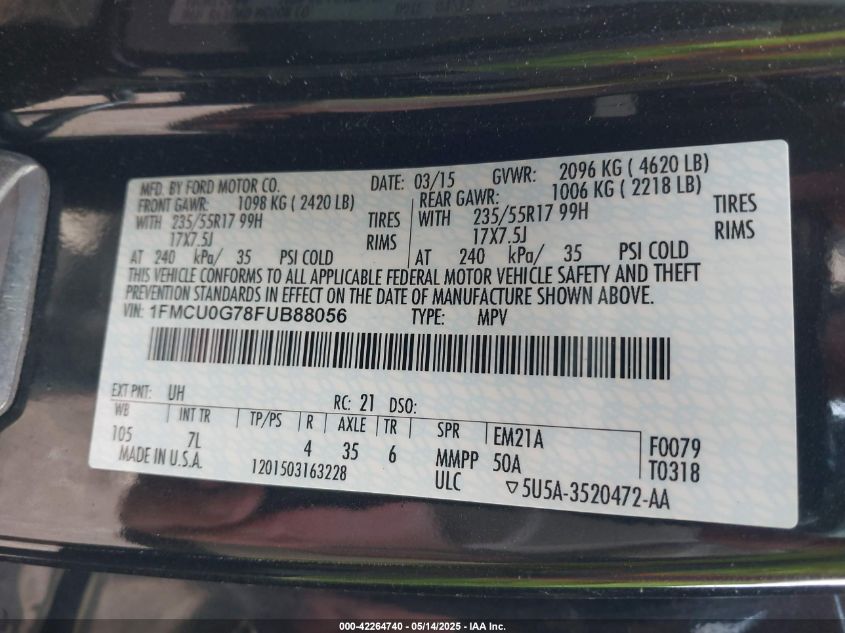 MFD. BY FORD MOTOR CO. DATE: 03/15 GVWR: 2096 KG ( 4620 LB)
FRONT GAWR: 1098 KG ( 2420 LB) REAR GAWR: 1006 KG ( 2218 LB)
WITH 235/55R17 99H TIRES WITH 235/55R17 99H TIRES
17X7.5J RIMS 17X7.5J RIMS
AT 240 kPa/ 35 PSI COLD AT 240 kPa/ 35 PSI COLD
THIS VEHICLE CONFORMS TO ALL APPLICABLE FEDERAL MOTOR VEHICLE SAFETY AND THEFT
PREVENTION STANDARDS IN EFFECT ON THE DATE OF MANUFACTURE SHOWN ABOVE.
VIN: 1FMCU0G78FUB88056 TYPE: MPV
EXT PNT: UH RC: 21 DSO:
WB INT TR TP/PS R AXLE TR SPR EM21A F0079
105 7L 4 35 6 MMPP 50A T0318
MADE IN U.S.A. 1201503163228 ULC ▽5U5A-3520472-AA
000-42264740 - 05/14/2025 - IAA Inc.